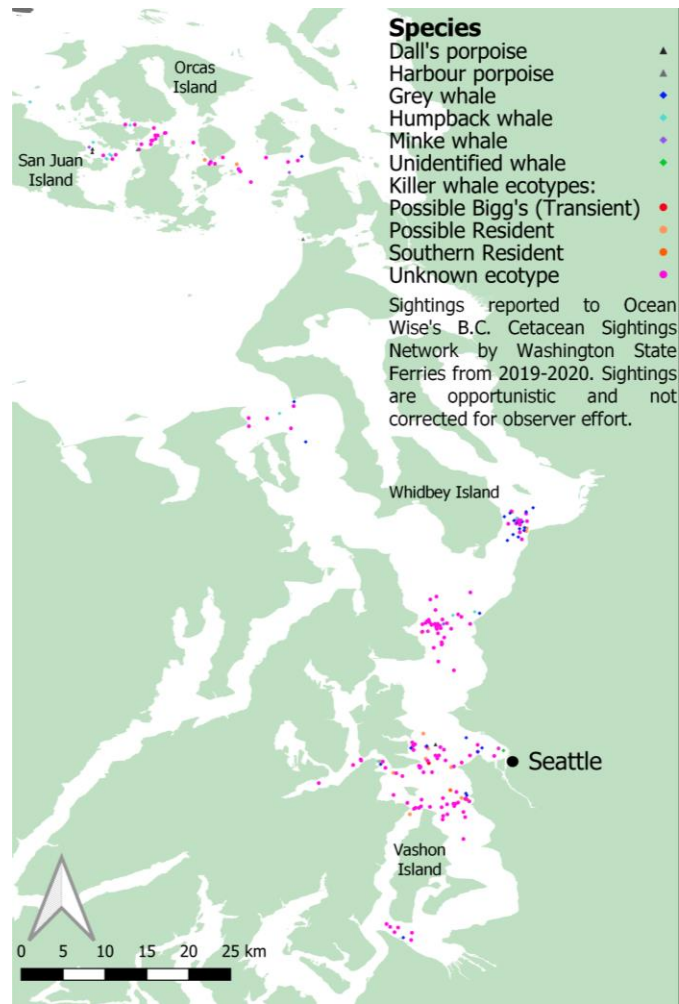 Species
Dall's porpoise
Harbour porpoise
Grey whale
Humpback whale
Minke whale
Unidentified whale
Killer whale ecotypes:
Possible Bigg's (Transient)
Possible Resident
Southern Resident
Unknown ecotype
Sightings reported to Ocean
Wise's B.C. Cetacean Sightings
Network by Washington State
Ferries from 2019-2020. Sightings
are opportunistic and not
corrected for observer effort.
Orcas
Island
San Juan
Island
Whidbey Island
Seattle
Vashon
Island
0 5 10 15 20 25 km